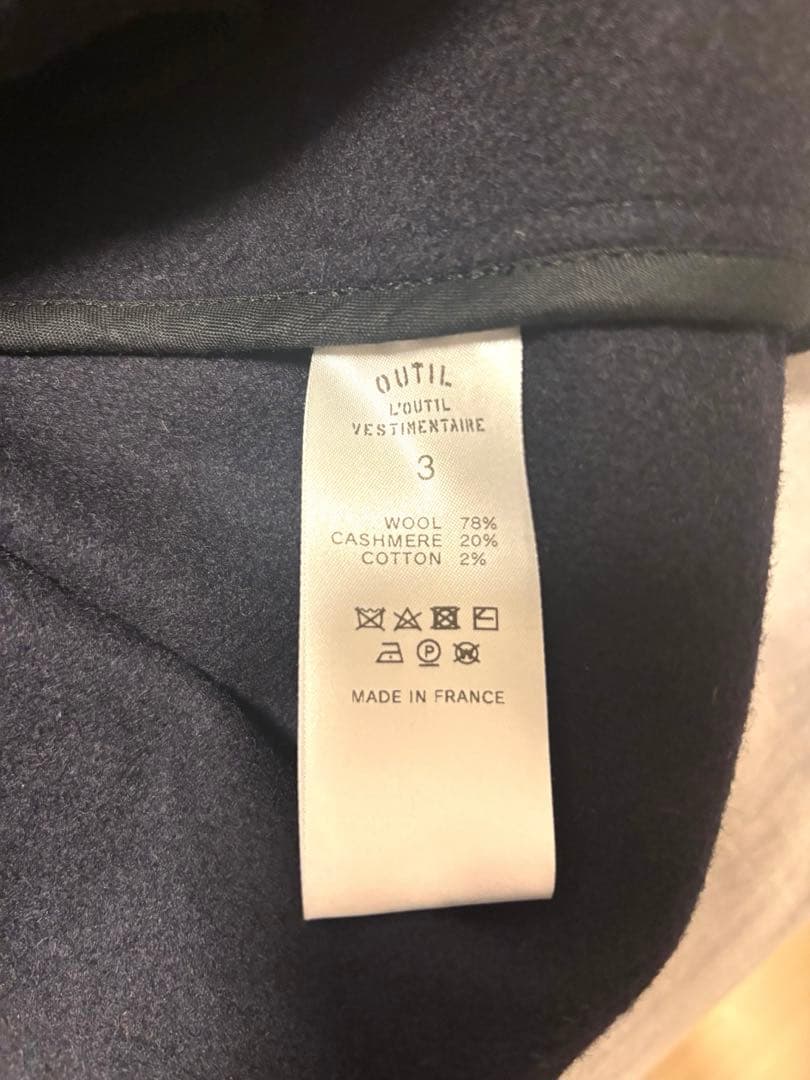 OUTIL
L'OUTIL
VESTIMENTAIRE
3
WOOL 78%
CASHMERE 20%
COTTON 2%
P W
MADE IN FRANCE